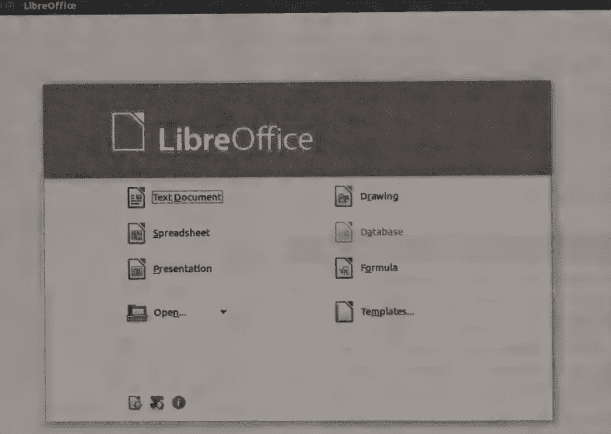 LibreOffice
LibreOffice
Text Document
Drawing
Spreadsheet
Database
Presentation
Formula
Open...
Templates...